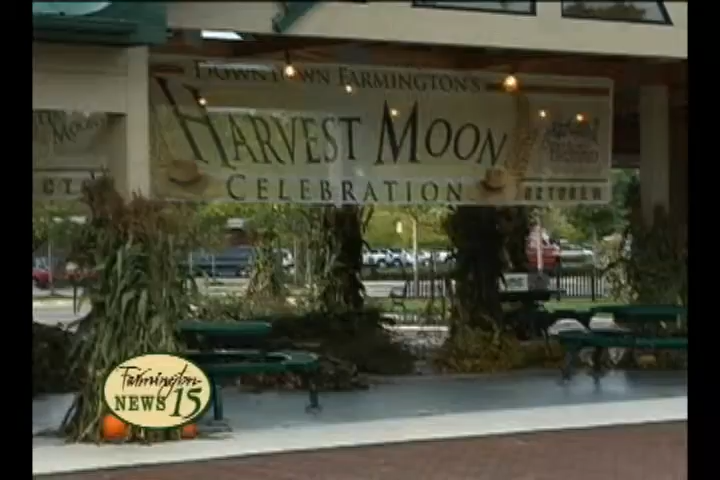 DOWNTOWN FARMINGTON'S
HARVEST MOON
CELEBRATION
OCTOBER
Farmington
NEWS 15